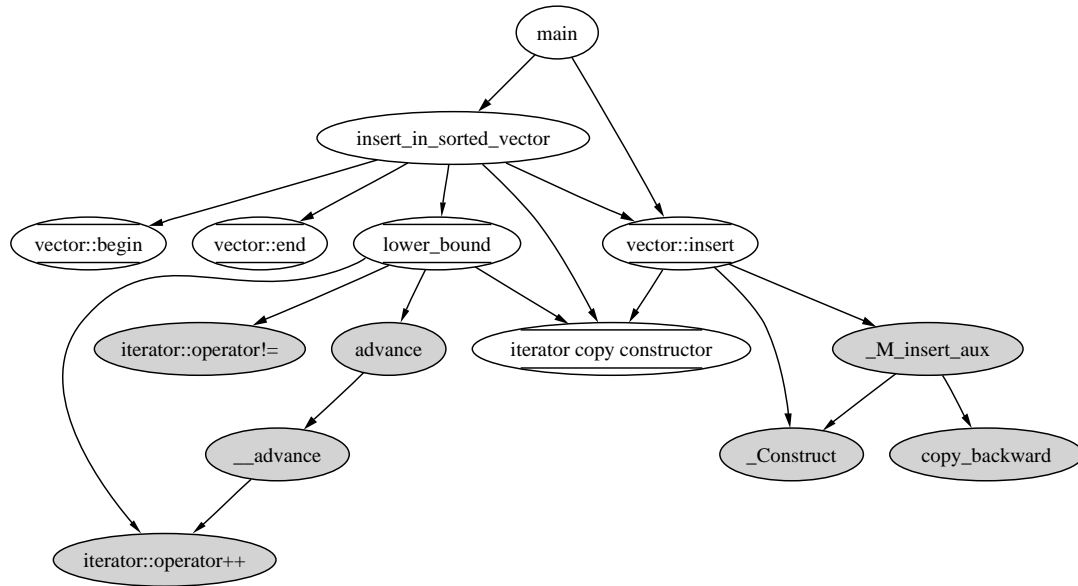 main
insert_in_sorted_vector
vector::begin
vector::end
lower_bound
vector::insert
iterator::operator!=
advance
iterator copy constructor
_M_insert_aux
__advance
_Construct
copy_backward
iterator::operator++